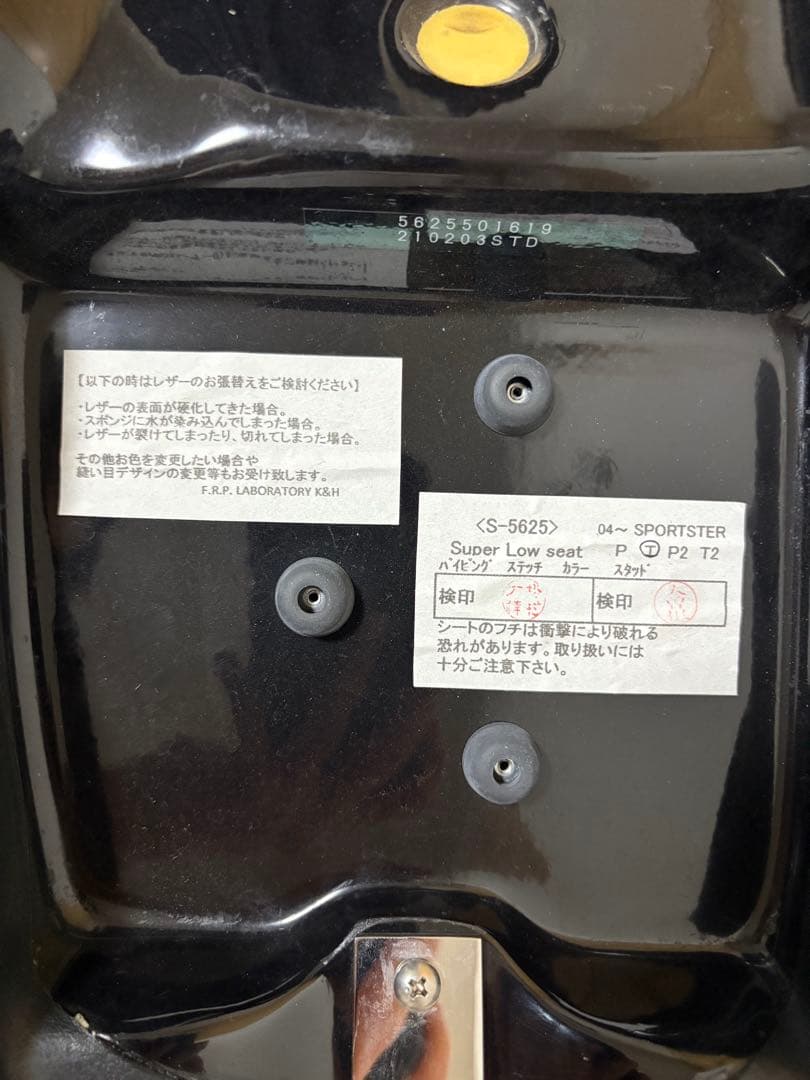 5625501619
210203STD
【以下の時はレザーのお張替えをご検討ください】
・レザーの表面が硬化してきた場合。
・スポンジに水が染み込んでしまった場合。
・レザーが裂けてしまったり、切れてしまった場合。
その他お色を変更したい場合や
縫い目デザインの変更等もお受け致します。
F.R.P. LABORATORY K&H
<S-5625> 04~ SPORTSTER
Super Low seat P T P2 T2
パイピング ステッチ カラー スタッド
検印 検印
シートのフチは衝撃により破れる
恐れがあります。取り扱いには
十分ご注意下さい。